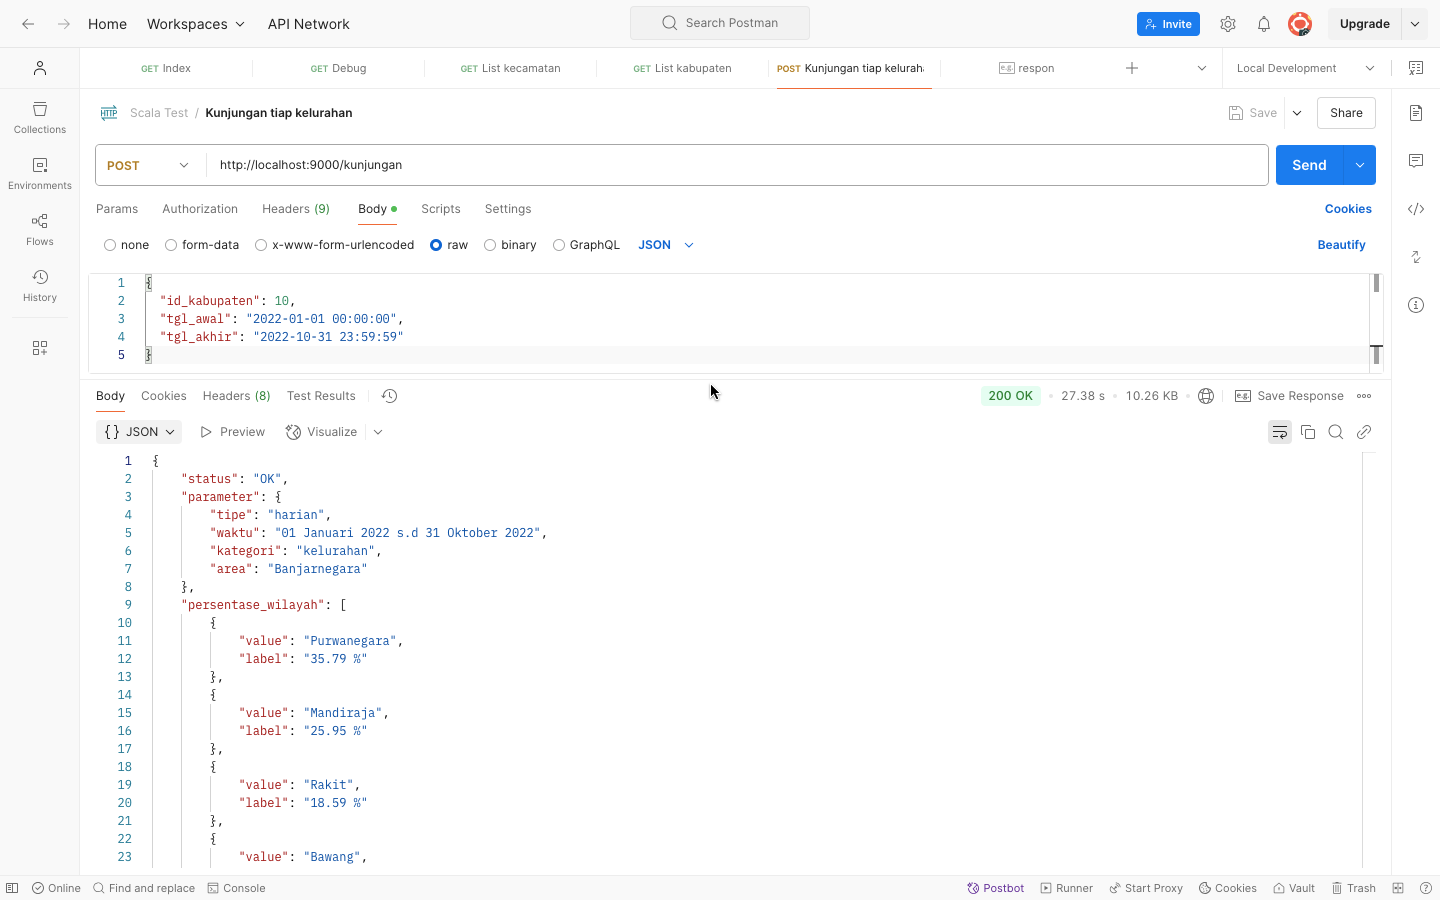 Home
Workspaces
API Network
Search Postman
Invite
Upgrade
GET Index
GET Debug
GET List kecamatan
GET List kabupaten
POST Kunjungan tiap kelurah
e.g. respon
Local Development
HTTP Scala Test / Kunjungan tiap kelurahan
Save
Share
POST
http://localhost:9000/kunjungan
Send
Params
Authorization
Headers (9)
Body
Scripts
Settings
Cookies
none
form-data
x-www-form-urlencoded
raw
binary
GraphQL
JSON
Beautify
1 {
2 "id_kabupaten": 10,
3 "tgl_awal": "2022-01-01 00:00:00",
4 "tgl_akhir": "2022-10-31 23:59:59"
5 }
Body
Cookies
Headers (8)
Test Results
200 OK
27.38 s
10.26 KB
e.g. Save Response
{} JSON
Preview
Visualize
1 {
2 "status": "OK",
3 "parameter": {
4 "tipe": "harian",
5 "waktu": "01 Januari 2022 s.d 31 Oktober 2022",
6 "kategori": "kelurahan",
7 "area": "Banjarnegara"
8 },
9 "persentase_wilayah": [
10 {
11 "value": "Purwanegara",
12 "label": "35.79 %"
13 },
14 {
15 "value": "Mandiraja",
16 "label": "25.95 %"
17 },
18 {
19 "value": "Rakit",
20 "label": "18.59 %"
21 },
22 {
23 "value": "Bawang",
Collections
Environments
Flows
History
Online
Find and replace
Console
Postbot
Runner
Start Proxy
Cookies
Vault
Trash